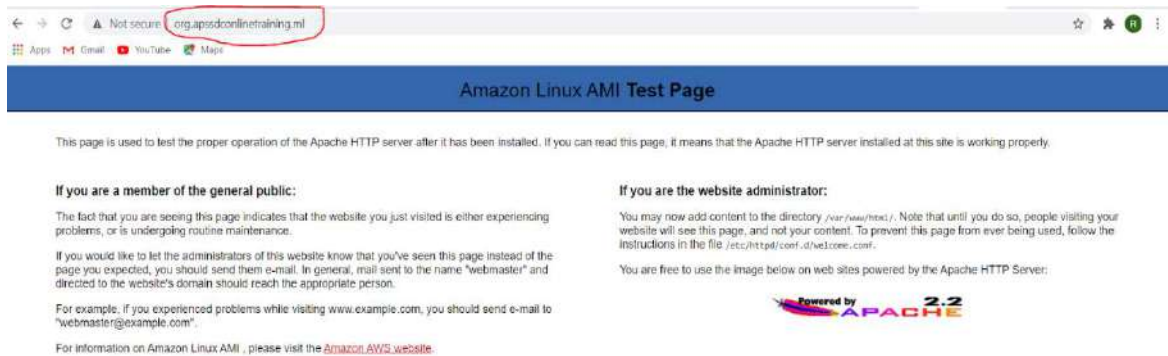 Not secure org.apssdconlinetraining.ml
R
Apps Gmail YouTube Maps
Amazon Linux AMI Test Page
This page is used to test the proper operation of the Apache HTTP server after it has been installed. If you can read this page, it means that the Apache HTTP server installed at this site is working properly.
If you are a member of the general public:
The fact that you are seeing this page indicates that the website you just visited is either experiencing
problems, or is undergoing routine maintenance.
If you would like to let the administrators of this website know that you've seen this page instead of the
page you expected, you should send them e-mail. In general, mail sent to the name "webmaster" and
directed to the website's domain should reach the appropriate person.
For example, if you experienced problems while visiting www.example.com, you should send e-mail to
"webmaster@example.com".
For information on Amazon Linux AMI , please visit the Amazon AWS website.
If you are the website administrator:
You may now add content to the directory /var/www/html/. Note that until you do so, people visiting your
website will see this page, and not your content. To prevent this page from ever being used, follow the
instructions in the file /etc/httpd/conf.d/welcome.conf.
You are free to use the image below on web sites powered by the Apache HTTP Server:
Powered by 2.2
APACHE